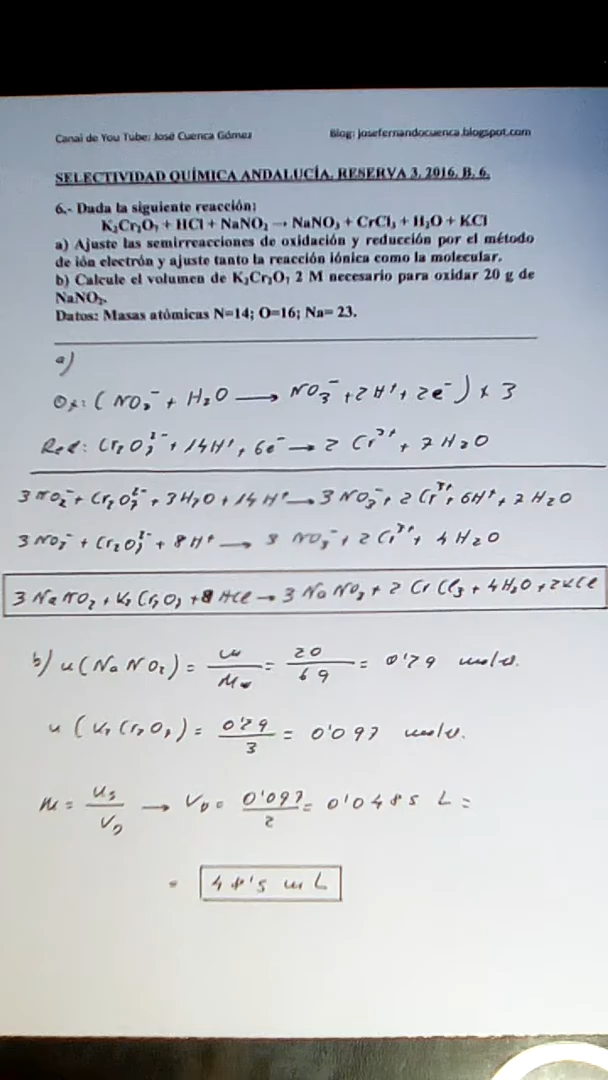 Canal de You Tube: José Cuenca Gómez
Blog: josefernandocuenca.blogspot.com
SELECTIVIDAD QUÍMICA ANDALUCÍA. RESERVA 3. 2016. B. 6.
6.- Dada la siguiente reacción:
K₂Cr₂O₇ + HCl + NaNO₂ → NaNO₃ + CrCl₃ + H₂O + KCl
a) Ajuste las semirreacciones de oxidación y reducción por el método
de ión electrón y ajuste tanto la reacción iónica como la molecular.
b) Calcule el volumen de K₂Cr₂O₇ 2 M necesario para oxidar 20 g de
NaNO₂.
Datos: Masas atómicas N=14; O=16; Na= 23.
a)
Ox: ( NO₂⁻ + H₂O → NO₃⁻ + 2H⁺ + 2e⁻ ) x 3
Red: Cr₂O₇²⁻ + 14H⁺ + 6e⁻ → 2 Cr³⁺ + 7 H₂O
3 NO₂⁻ + Cr₂O₇²⁻ + 3H₂O + 14 H⁺ → 3 NO₃⁻ + 2 Cr³⁺ + 6H⁺ + 7 H₂O
3 NO₂⁻ + Cr₂O₇²⁻ + 8H⁺ → 3 NO₃⁻ + 2 Cr³⁺ + 4 H₂O
3 NaNO₂ + K₂Cr₂O₇ + 8 HCl → 3 NaNO₃ + 2 CrCl₃ + 4H₂O + 2KCl
b) n (NaNO₂) = m/Mm = 20/69 = 0'29 moles.
n (K₂Cr₂O₇) = 0'29/3 = 0'097 moles.
M = ns/VD → VD = 0'097/2 = 0'0485 L =
= 48'5 mL